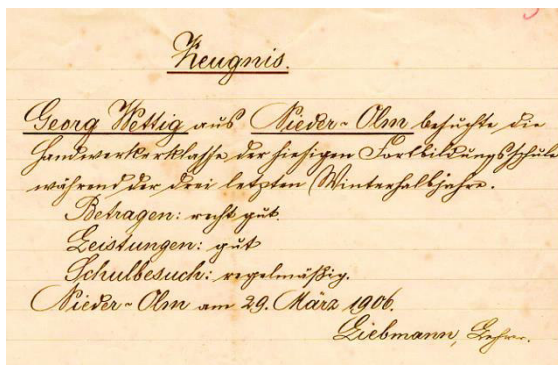 Zeugnis.
Georg Wettig aus Nieder-Olm besuchte die
Handwerkerklasse der hiesigen Fortbildungsschule
während der drei letzten Winterhalbjahre.
Betragen: recht gut.
Leistungen: gut
Schulbesuch: regelmäßig.
Nieder-Olm am 29. März 1906.
Liebmann, Lehrer.